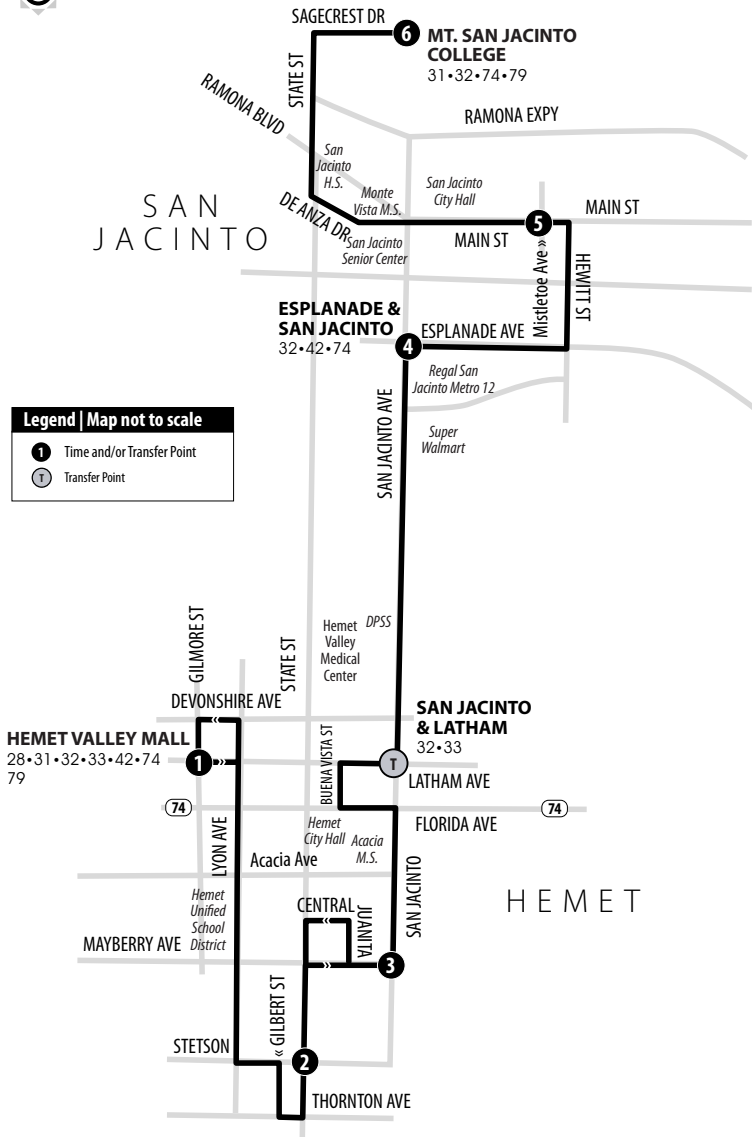 SAGECREST DR
6
MT. SAN JACINTO
COLLEGE
31•32•74•79
STATE ST
RAMONA BLVD
RAMONA EXPY
San
Jacinto
H.S.
Monte
Vista M.S.
San Jacinto
City Hall
SAN
JACINTO
DE ANZA DR
San Jacinto
Senior Center
MAIN ST
5
MAIN ST
Mistletoe Ave »
HEWITT ST
ESPLANADE &
SAN JACINTO
32•42•74
4
ESPLANADE AVE
Regal San
Jacinto Metro 12
SAN JACINTO AVE
Super
Walmart
Legend | Map not to scale
1 Time and/or Transfer Point
T Transfer Point
GILMORE ST
STATE ST
Hemet
Valley
Medical
Center
DPSS
DEVONSHIRE AVE
«
HEMET VALLEY MALL
28•31•32•33•42•74
79
1
»
BUENA VISTA ST
SAN JACINTO
& LATHAM
32•33
T
LATHAM AVE
74
74
FLORIDA AVE
LYON AVE
Hemet
City Hall
Acacia
M.S.
Acacia Ave
SAN JACINTO
HEMET
Hemet
Unified
School
District
CENTRAL
«
JUANITA
MAYBERRY AVE
»
3
« GILBERT ST
STETSON
2
THORNTON AVE